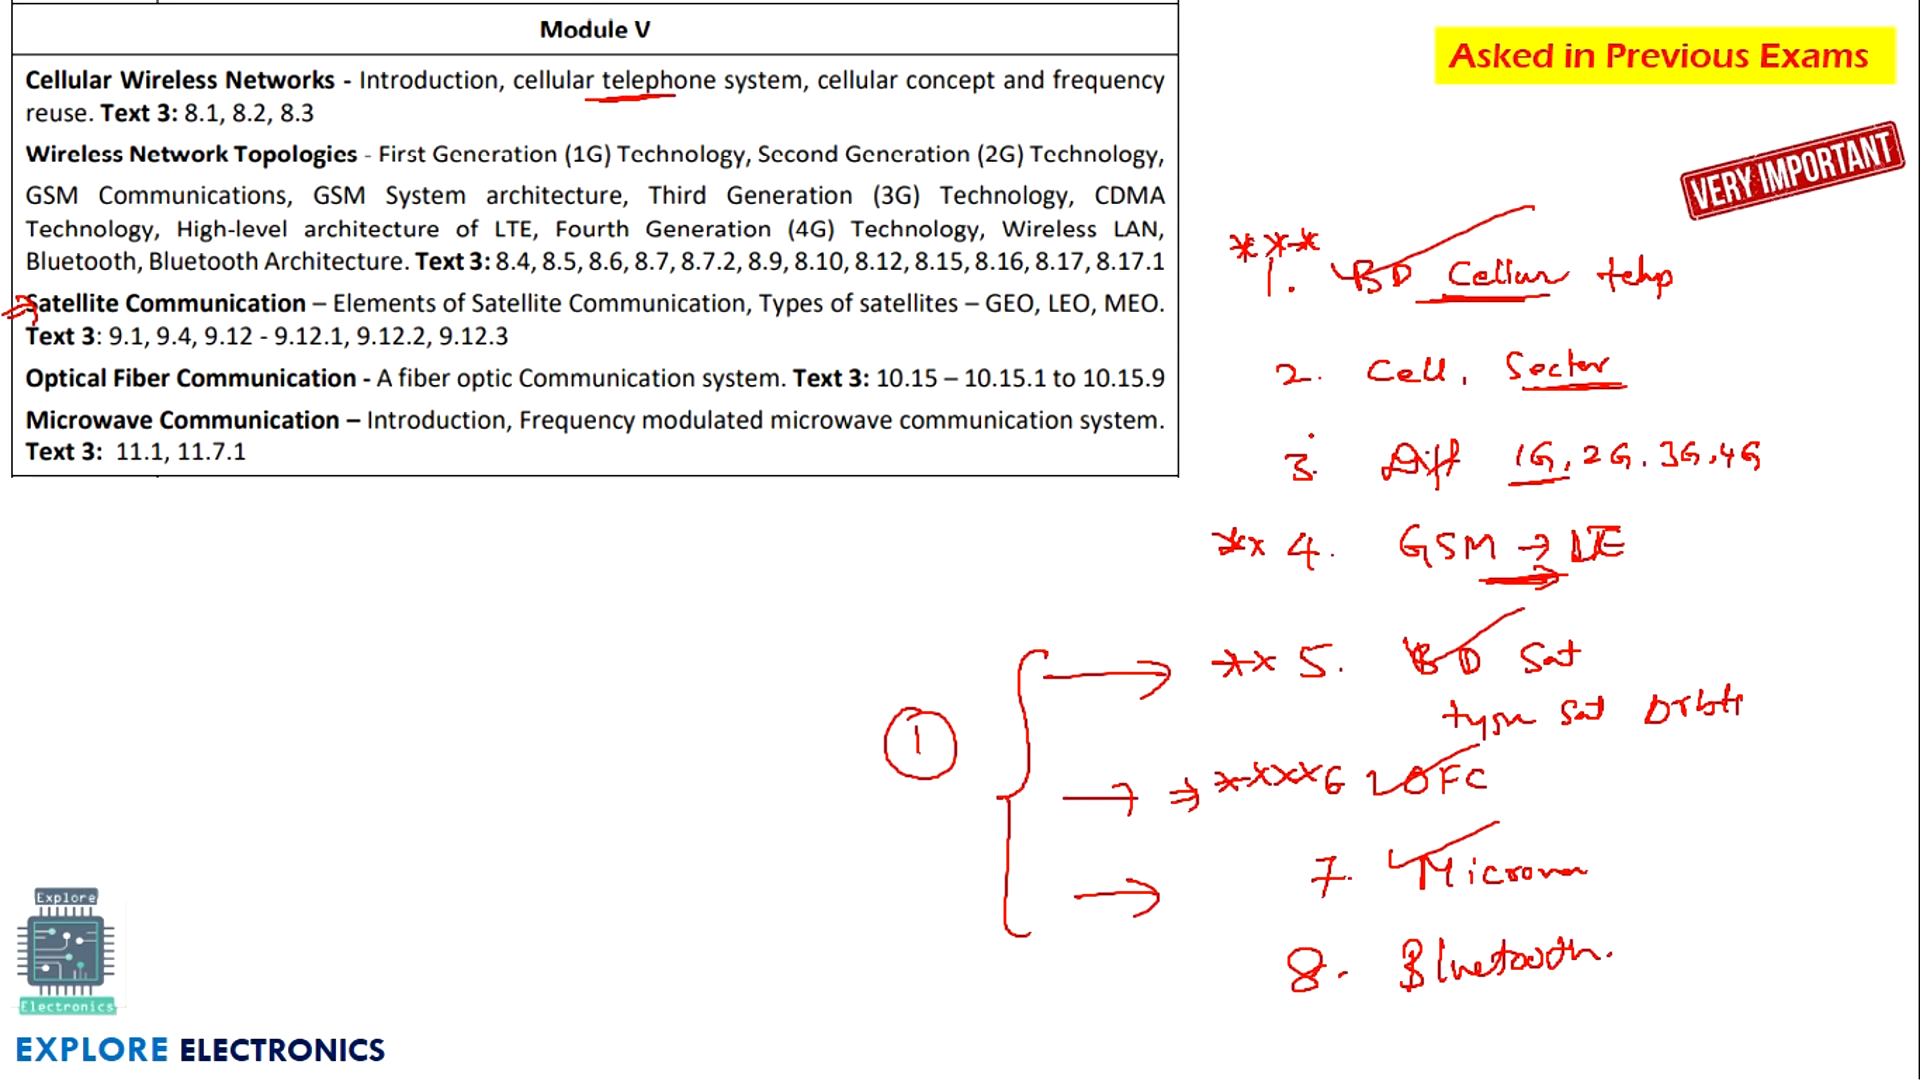 Module V
Cellular Wireless Networks - Introduction, cellular telephone system, cellular concept and frequency
reuse. Text 3: 8.1, 8.2, 8.3
Wireless Network Topologies - First Generation (1G) Technology, Second Generation (2G) Technology,
GSM Communications, GSM System architecture, Third Generation (3G) Technology, CDMA
Technology, High-level architecture of LTE, Fourth Generation (4G) Technology, Wireless LAN,
Bluetooth, Bluetooth Architecture. Text 3: 8.4, 8.5, 8.6, 8.7, 8.7.2, 8.9, 8.10, 8.12, 8.15, 8.16, 8.17, 8.17.1
Satellite Communication – Elements of Satellite Communication, Types of satellites – GEO, LEO, MEO.
Text 3: 9.1, 9.4, 9.12 - 9.12.1, 9.12.2, 9.12.3
Optical Fiber Communication - A fiber optic Communication system. Text 3: 10.15 – 10.15.1 to 10.15.9
Microwave Communication – Introduction, Frequency modulated microwave communication system.
Text 3: 11.1, 11.7.1
Asked in Previous Exams
VERY IMPORTANT
***
1. BD Cellular
2. Cell, Sector
3. Diff 1G, 2G, 3G, 4G
** 4. GSM → LTE
1
** 5. BD Sat
Sat Orbit
→ **** 6 OFC
7.
8. Bluetooth.
Explore
Electronics
EXPLORE ELECTRONICS